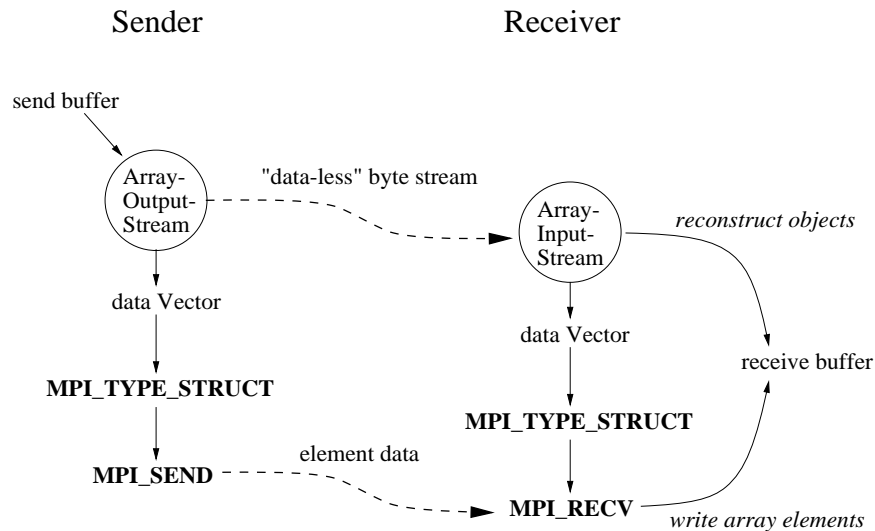 Sender
Receiver
send buffer
Array-
Output-
Stream
"data-less" byte stream
Array-
Input-
Stream
reconstruct objects
data Vector
data Vector
receive buffer
MPI_TYPE_STRUCT
MPI_TYPE_STRUCT
element data
MPI_SEND
MPI_RECV
write array elements